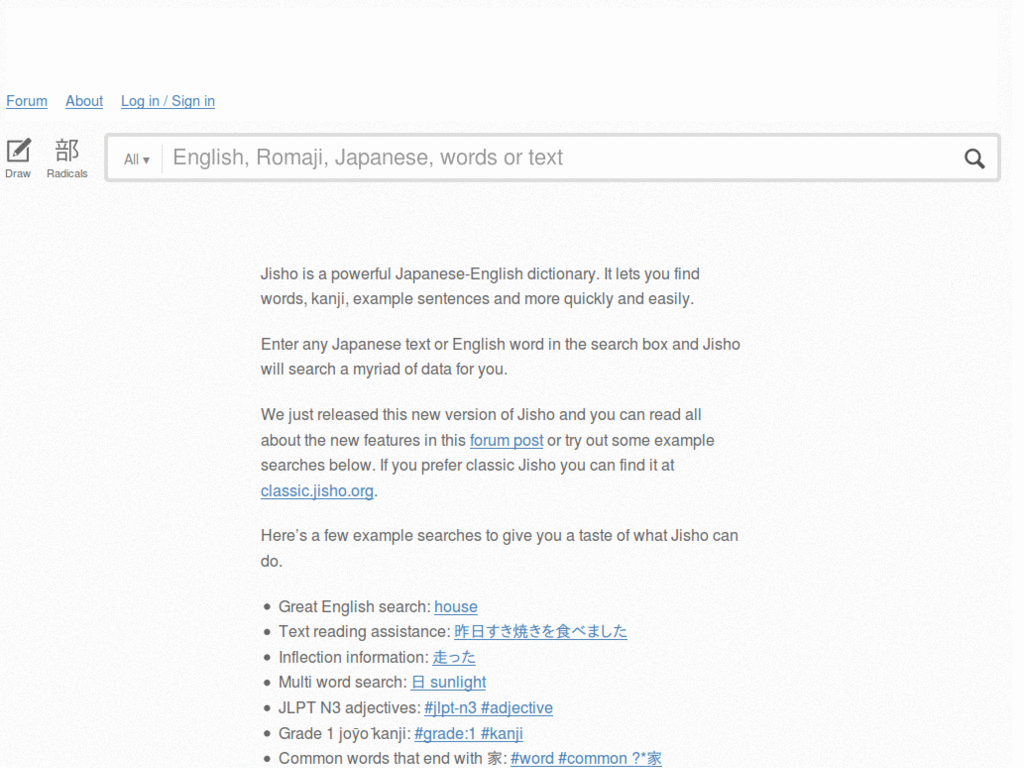 Forum About Log in / Sign in
Draw 部 Radicals All ▾ English, Romaji, Japanese, words or text
Jisho is a powerful Japanese-English dictionary. It lets you find
words, kanji, example sentences and more quickly and easily.
Enter any Japanese text or English word in the search box and Jisho
will search a myriad of data for you.
We just released this new version of Jisho and you can read all
about the new features in this forum post or try out some example
searches below. If you prefer classic Jisho you can find it at
classic.jisho.org.
Here’s a few example searches to give you a taste of what Jisho can
do.
• Great English search: house
• Text reading assistance: 昨日すき焼きを食べました
• Inflection information: 走った
• Multi word search: 日 sunlight
• JLPT N3 adjectives: #jlpt-n3 #adjective
• Grade 1 jōyō kanji: #grade:1 #kanji
• Common words that end with 家: #word #common ?*家